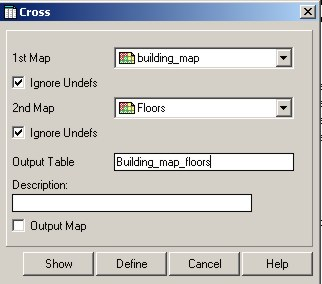 Cross
1st Map building_map
Ignore Undefs
2nd Map Floors
Ignore Undefs
Output Table Building_map_floors
Description:
Output Map
Show Define Cancel Help